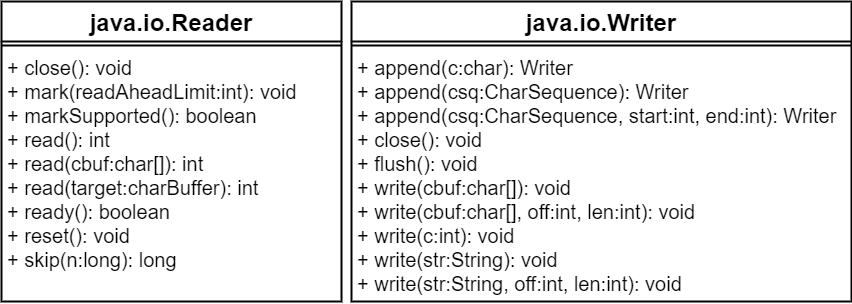 java.io.Reader
+ close(): void
+ mark(readAheadLimit:int): void
+ markSupported(): boolean
+ read(): int
+ read(cbuf:char[]): int
+ read(target:charBuffer): int
+ ready(): boolean
+ reset(): void
+ skip(n:long): long
java.io.Writer
+ append(c:char): Writer
+ append(csq:CharSequence): Writer
+ append(csq:CharSequence, start:int, end:int): Writer
+ close(): void
+ flush(): void
+ write(cbuf:char[]): void
+ write(cbuf:char[], off:int, len:int): void
+ write(c:int): void
+ write(str:String): void
+ write(str:String, off:int, len:int): void